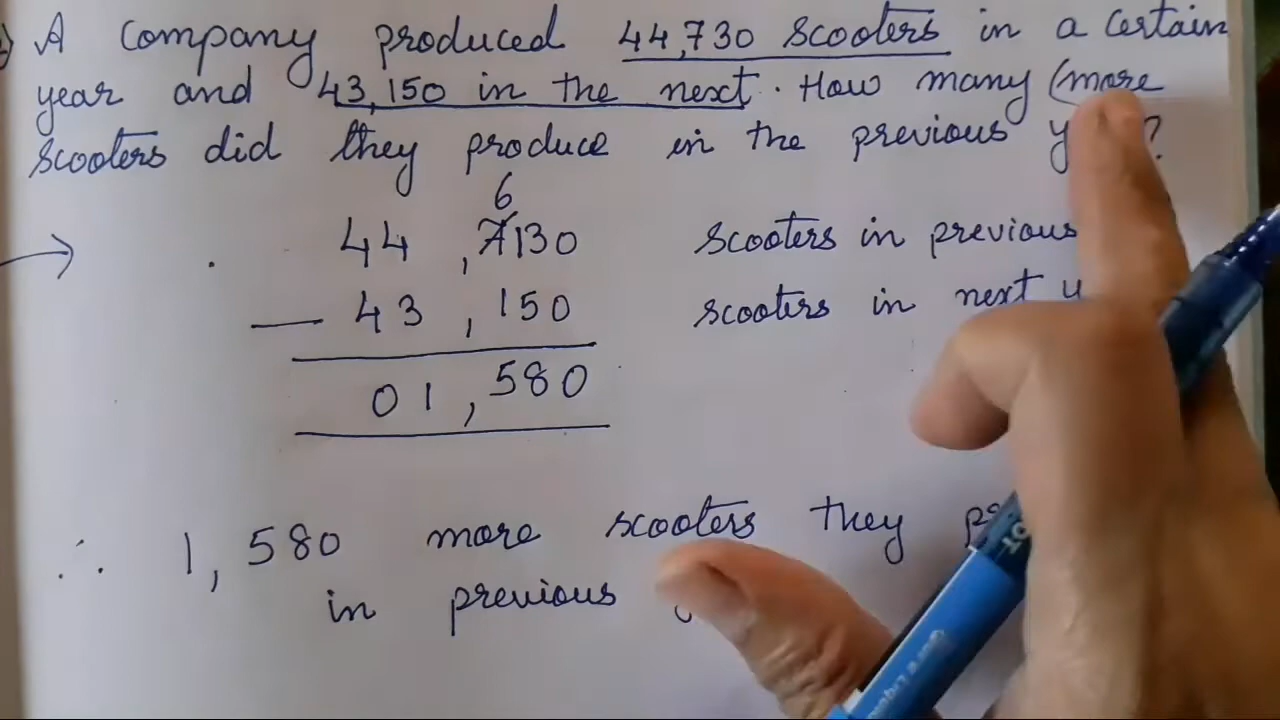 A company produced 44,730 scooters in a certain
year and 43,150 in the next. How many (more
scooters did they produce in the previous ?
6
44,7130 scooters in previous
— 43,150 scooters in next
01,580
∴ 1,580 more scooters they
in previous